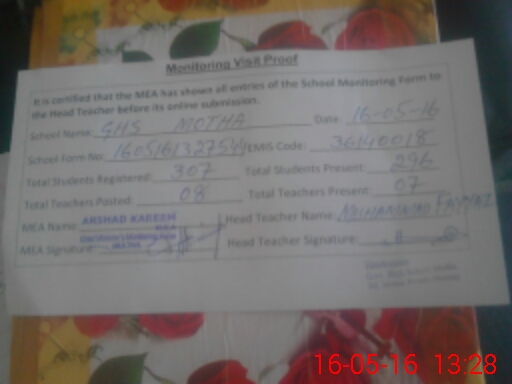 Monitoring Visit Proof
It is certified that the MEA has shown all entries of the School Monitoring Form to
the Head Teacher before its online submission.
School Name: GHS MOTHA Date: 16-05-16
School Form No: EMIS Code: 36140018
Total Students Registered: 307 Total Students Present: 296
Total Teachers Posted: 08 Total Teachers Present: 07
MEA Name: ARSHAD KAREEM Head Teacher Name: MUHAMMAD
MEA Signature: Head Teacher Signature:
16-05-16 13:28